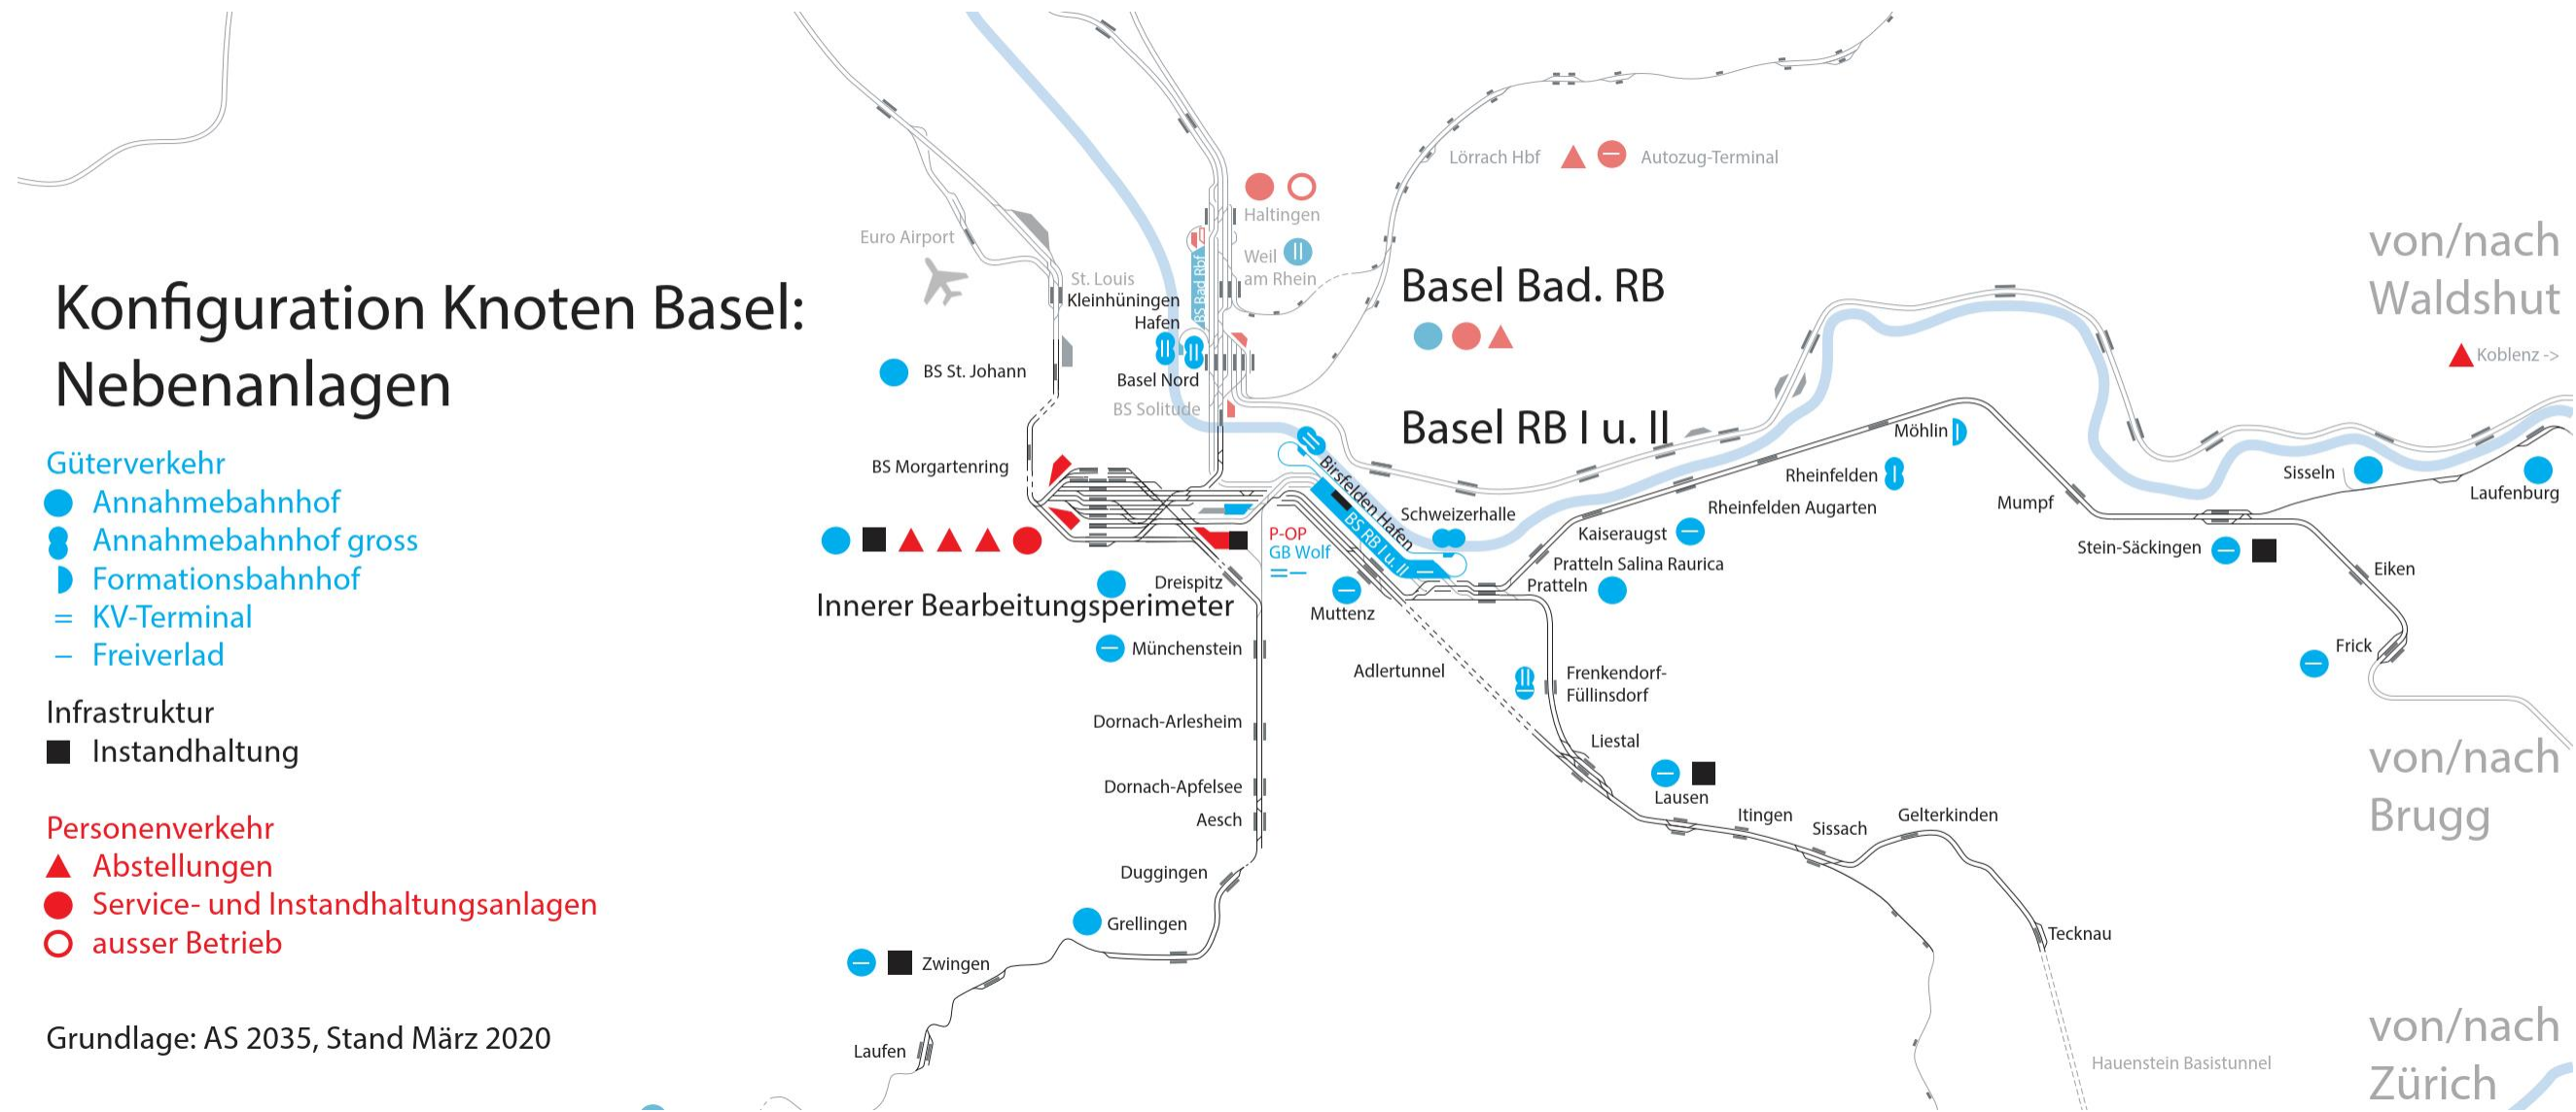 Konfiguration Knoten Basel:
Nebenanlagen
Güterverkehr
Annahmebahnhof
Annahmebahnhof gross
Formationsbahnhof
= KV-Terminal
– Freiverlad
Infrastruktur
Instandhaltung
Personenverkehr
Abstellungen
Service- und Instandhaltungsanlagen
ausser Betrieb
Grundlage: AS 2035, Stand März 2020
Lörrach Hbf
Autozug-Terminal
Haltingen
Euro Airport
Weil
am Rhein
BS Bad Rbf
St. Louis
Kleinhüningen
Hafen
Basel Bad. RB
BS St. Johann
Basel Nord
BS Solitude
Basel RB I u. II
BS Morgartenring
Birsfelden Hafen
BS RB I u. II
Schweizerhalle
P-OP
GB Wolf
Innerer Bearbeitungsperimeter
Dreispitz
Muttenz
Münchenstein
Adlertunnel
Dornach-Arlesheim
Dornach-Apfelsee
Aesch
Duggingen
Grellingen
Zwingen
Laufen
Möhlin
Rheinfelden
Rheinfelden Augarten
Kaiseraugst
Pratteln Salina Raurica
Pratteln
Frenkendorf-
Füllinsdorf
Liestal
Lausen
Itingen
Sissach
Gelterkinden
Tecknau
Hauenstein Basistunnel
Mumpf
Stein-Säckingen
Sisseln
Laufenburg
Eiken
Frick
von/nach
Waldshut
Koblenz ->
von/nach
Brugg
von/nach
Zürich